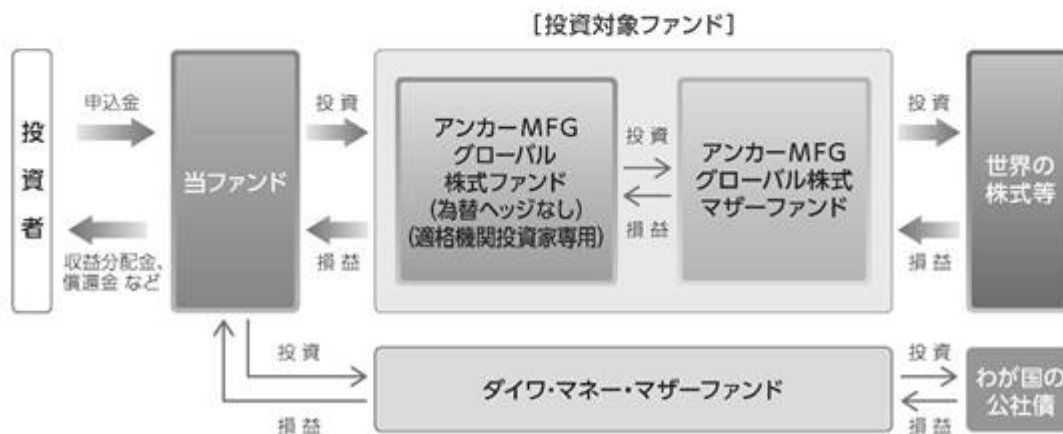 [投資対象ファンド]
投資者
申込金
収益分配金、
償還金 など
当ファンド
投資
損益
アンカーMFG
グローバル
株式ファンド
(為替ヘッジなし)
(適格機関投資家専用)
投資
損益
アンカーMFG
グローバル株式
マザーファンド
投資
損益
世界の
株式等
投資
損益
ダイワ・マネー・マザーファンド
投資
損益
わが国の
公社債